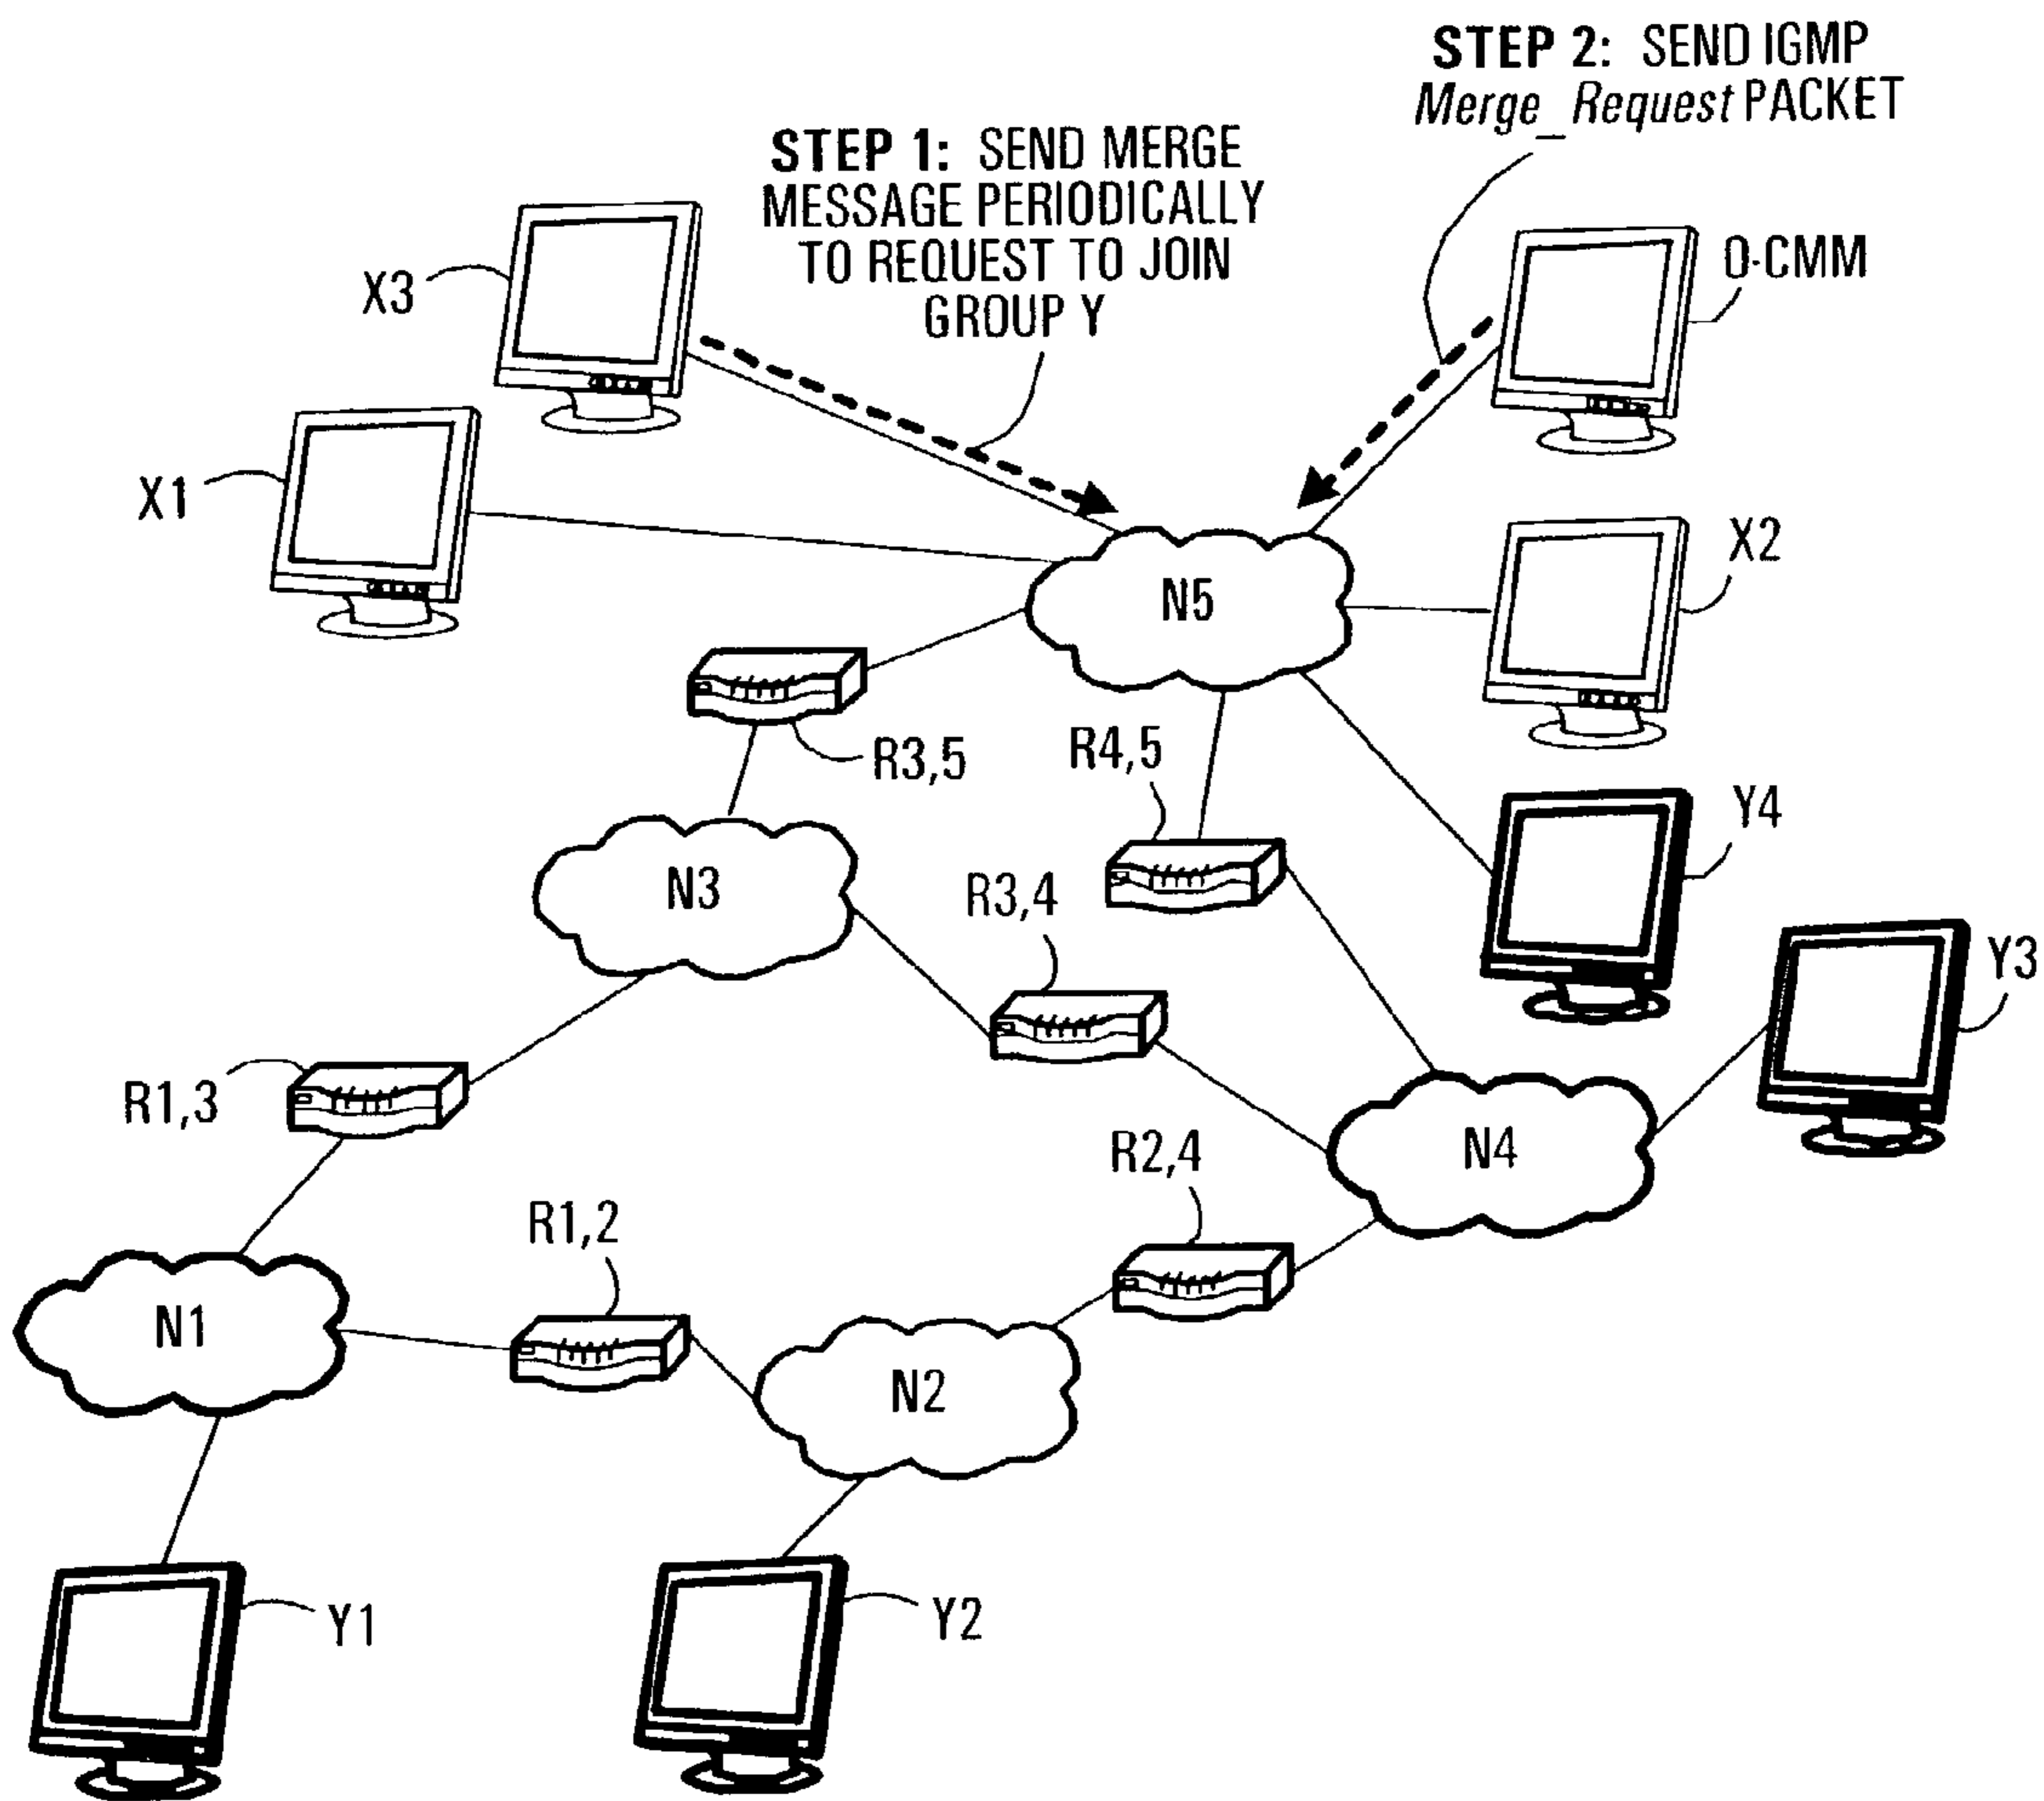 STEP 2: SEND IGMP
Merge_Request PACKET
STEP 1: SEND MERGE
MESSAGE PERIODICALLY
TO REQUEST TO JOIN
GROUP Y
X3
O-CMM
X1
X2
N5
R3,5
R4,5
Y4
N3
R3,4
Y3
R1,3
N4
R2,4
R1,2
N1
N2
Y1
Y2